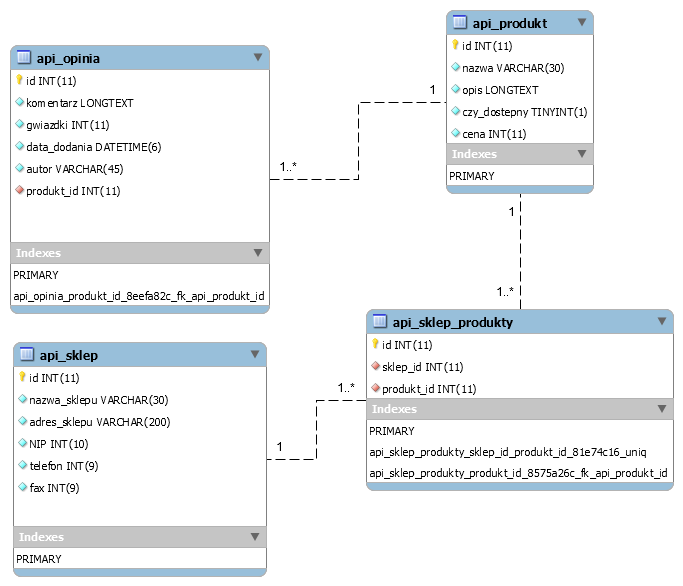 api_opinia
id INT(11)
komentarz LONGTEXT
gwiazdki INT(11)
data_dodania DATETIME(6)
autor VARCHAR(45)
produkt_id INT(11)
Indexes
PRIMARY
api_opinia_produkt_id_8eefa82c_fk_api_produkt_id
1..*
1
api_produkt
id INT(11)
nazwa VARCHAR(30)
opis LONGTEXT
czy_dostepny TINYINT(1)
cena INT(11)
Indexes
PRIMARY
1
1..*
api_sklep
id INT(11)
nazwa_sklepu VARCHAR(30)
adres_sklepu VARCHAR(200)
NIP INT(10)
telefon INT(9)
fax INT(9)
Indexes
PRIMARY
1
1..*
api_sklep_produkty
id INT(11)
sklep_id INT(11)
produkt_id INT(11)
Indexes
PRIMARY
api_sklep_produkty_sklep_id_produkt_id_81e74c16_uniq
api_sklep_produkty_produkt_id_8575a26c_fk_api_produkt_id